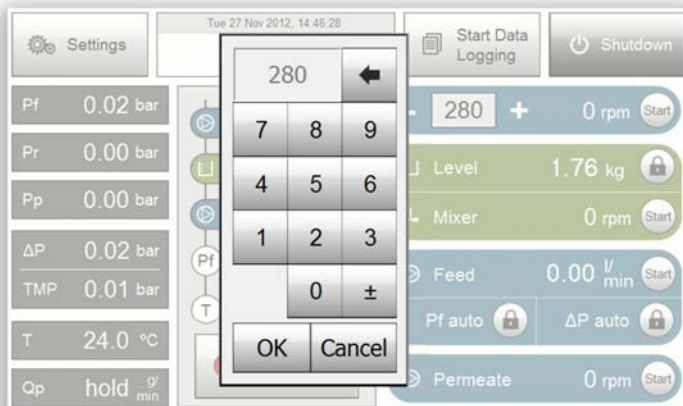 Tue 27 Nov 2012, 14:46:28
Settings
Start Data
Logging
Shutdown
Pf 0.02 bar
Pr 0.00 bar
Pp 0.00 bar
ΔP 0.02 bar
TMP 0.01 bar
T 24.0 °C
Qp hold g/min
Pf
T
280
7 8 9
4 5 6
1 2 3
0 ±
OK Cancel
280 + 0 rpm Start
Level 1.76 kg
Mixer 0 rpm Start
Feed 0.00 l/min Start
Pf auto ΔP auto
Permeate 0 rpm Start